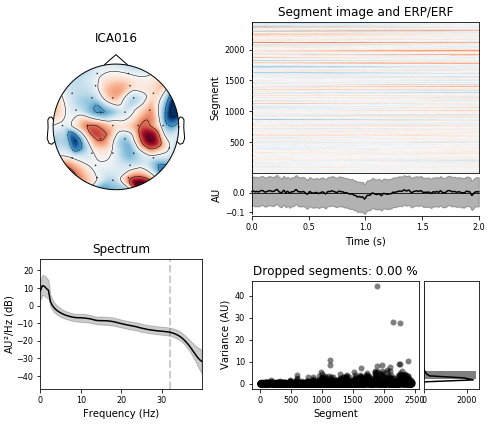 ICA016
Segment image and ERP/ERF
Segment
2000
1500
1000
500
AU
0.0
−0.1
0.0 0.5 1.0 1.5 2.0
Time (s)
Spectrum
AU²/Hz (dB)
20
10
0
−10
−20
−30
−40
0 10 20 30
Frequency (Hz)
Dropped segments: 0.00 %
Variance (AU)
40
30
20
10
0
0 500 1000 1500 2000 2500
0 2000
Segment